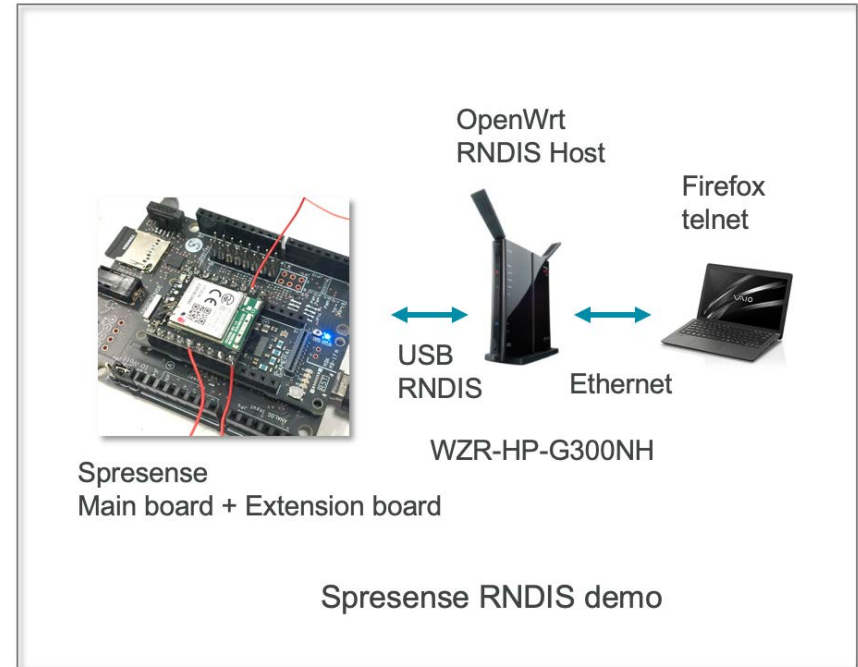 OpenWrt
RNDIS Host
Firefox
telnet
VAIO
USB
RNDIS
Ethernet
WZR-HP-G300NH
Spresense
Main board + Extension board
Spresense RNDIS demo